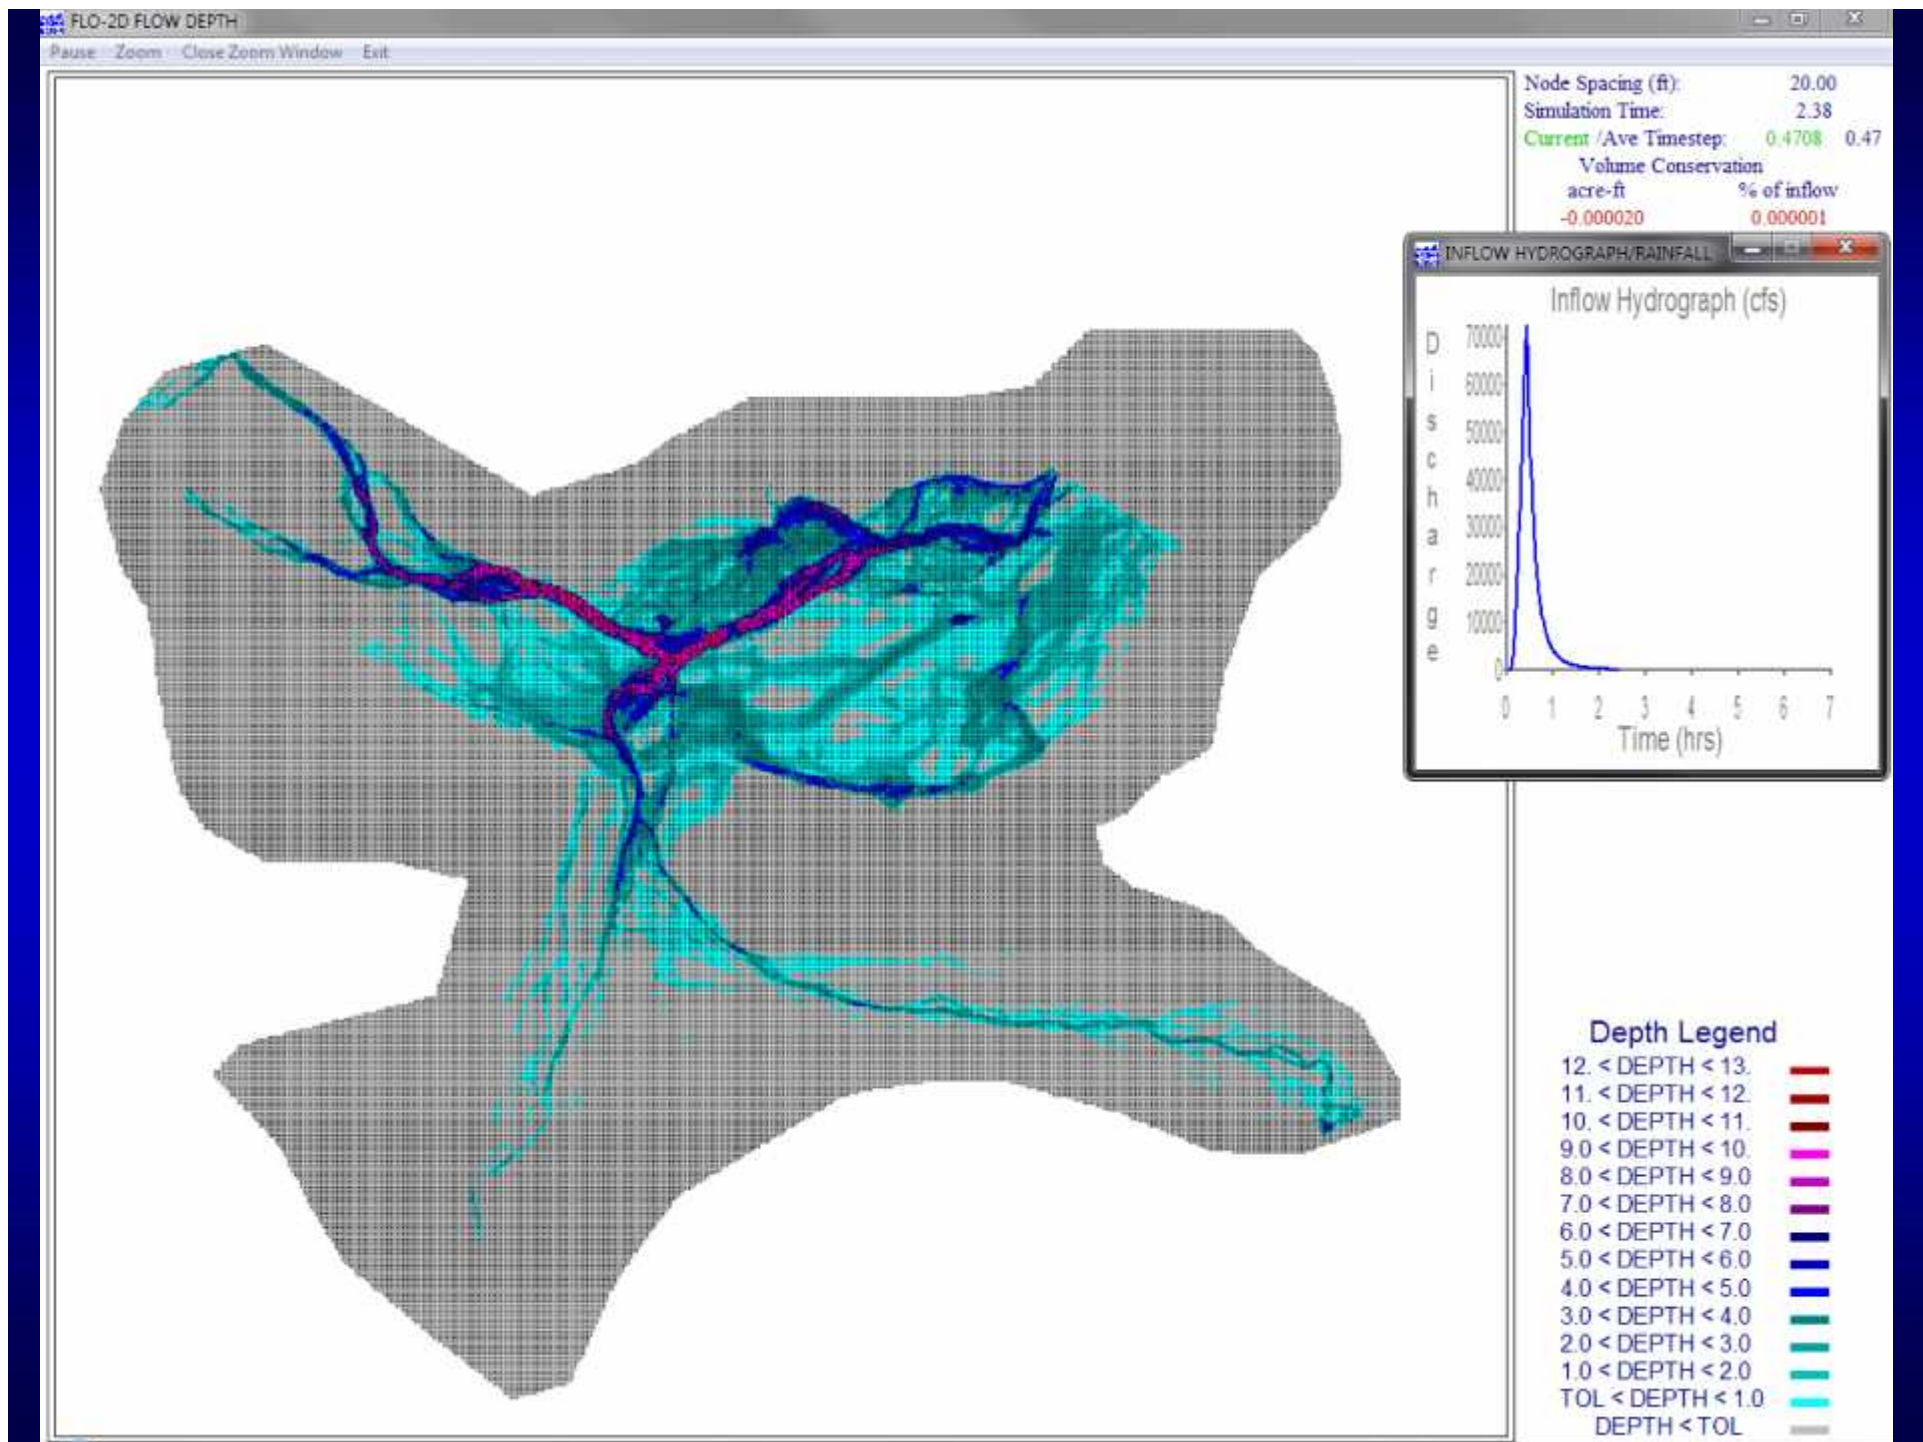 FLO-2D FLOW DEPTH
Pause Zoom Close Zoom Window Exit
Node Spacing (ft): 20.00
Simulation Time: 2.38
Current /Ave Timestep: 0.4708 0.47
Volume Conservation
acre-ft % of inflow
-0.000020 0.000001
INFLOW HYDROGRAPH/RAINFALL
Inflow Hydrograph (cfs)
Discharge
70000
60000
50000
40000
30000
20000
10000
0
0 1 2 3 4 5 6 7
Time (hrs)
Depth Legend
12. < DEPTH < 13.
11. < DEPTH < 12.
10. < DEPTH < 11.
9.0 < DEPTH < 10.
8.0 < DEPTH < 9.0
7.0 < DEPTH < 8.0
6.0 < DEPTH < 7.0
5.0 < DEPTH < 6.0
4.0 < DEPTH < 5.0
3.0 < DEPTH < 4.0
2.0 < DEPTH < 3.0
1.0 < DEPTH < 2.0
TOL < DEPTH < 1.0
DEPTH < TOL